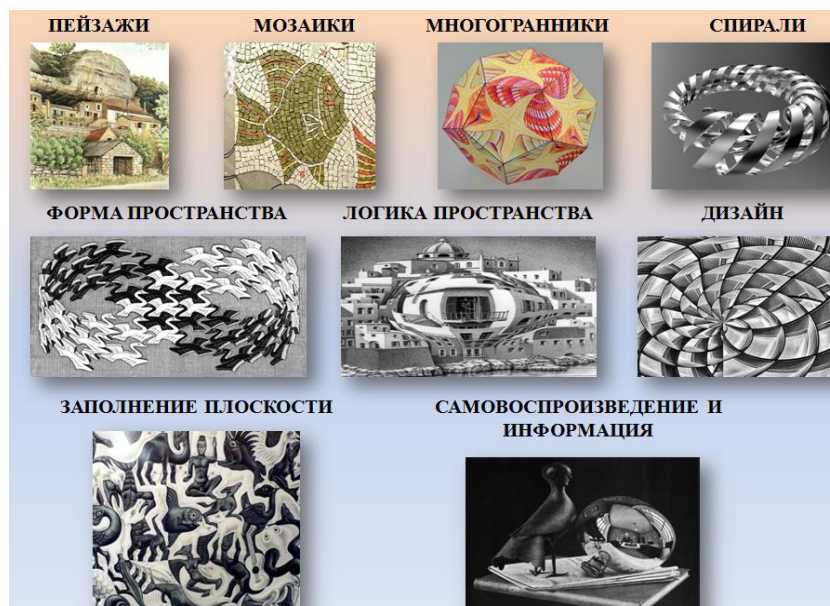 ПЕЙЗАЖИ
МОЗАИКИ
МНОГОГРАННИКИ
СПИРАЛИ
ФОРМА ПРОСТРАНСТВА
ЛОГИКА ПРОСТРАНСТВА
ДИЗАЙН
ЗАПОЛНЕНИЕ ПЛОСКОСТИ
САМОВОСПРОИЗВЕДЕНИЕ И
ИНФОРМАЦИЯ